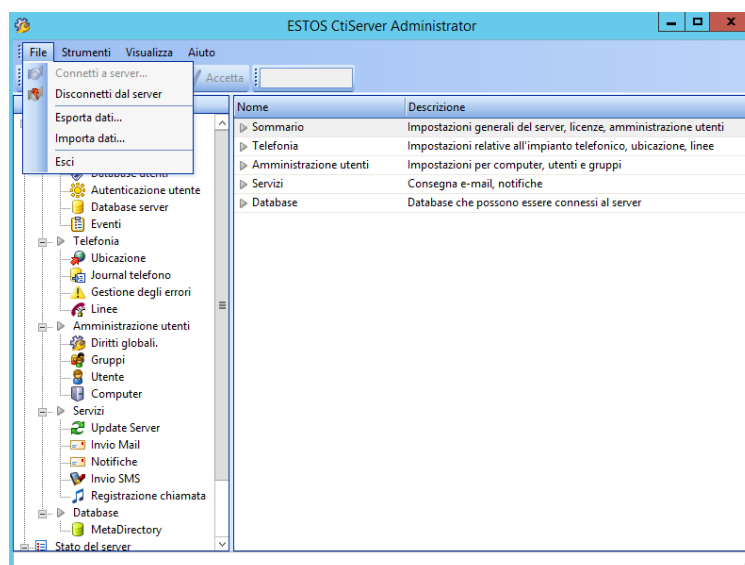 ESTOS CtiServer Administrator
File Strumenti Visualizza Aiuto
Connetti a server...
Accetta
Disconnetti dal server
Esporta dati...
Importa dati...
Esci
Nome Descrizione
Sommario Impostazioni generali del server, licenze, amministrazione utenti
Telefonia Impostazioni relative all'impianto telefonico, ubicazione, linee
Amministrazione utenti Impostazioni per computer, utenti e gruppi
Servizi Consegna e-mail, notifiche
Database Database che possono essere connessi al server
Database utenti
Autenticazione utente
Database server
Eventi
Telefonia
Ubicazione
Journal telefono
Gestione degli errori
Linee
Amministrazione utenti
Diritti globali.
Gruppi
Utente
Computer
Servizi
Update Server
Invio Mail
Notifiche
Invio SMS
Registrazione chiamata
Database
MetaDirectory
Stato del server